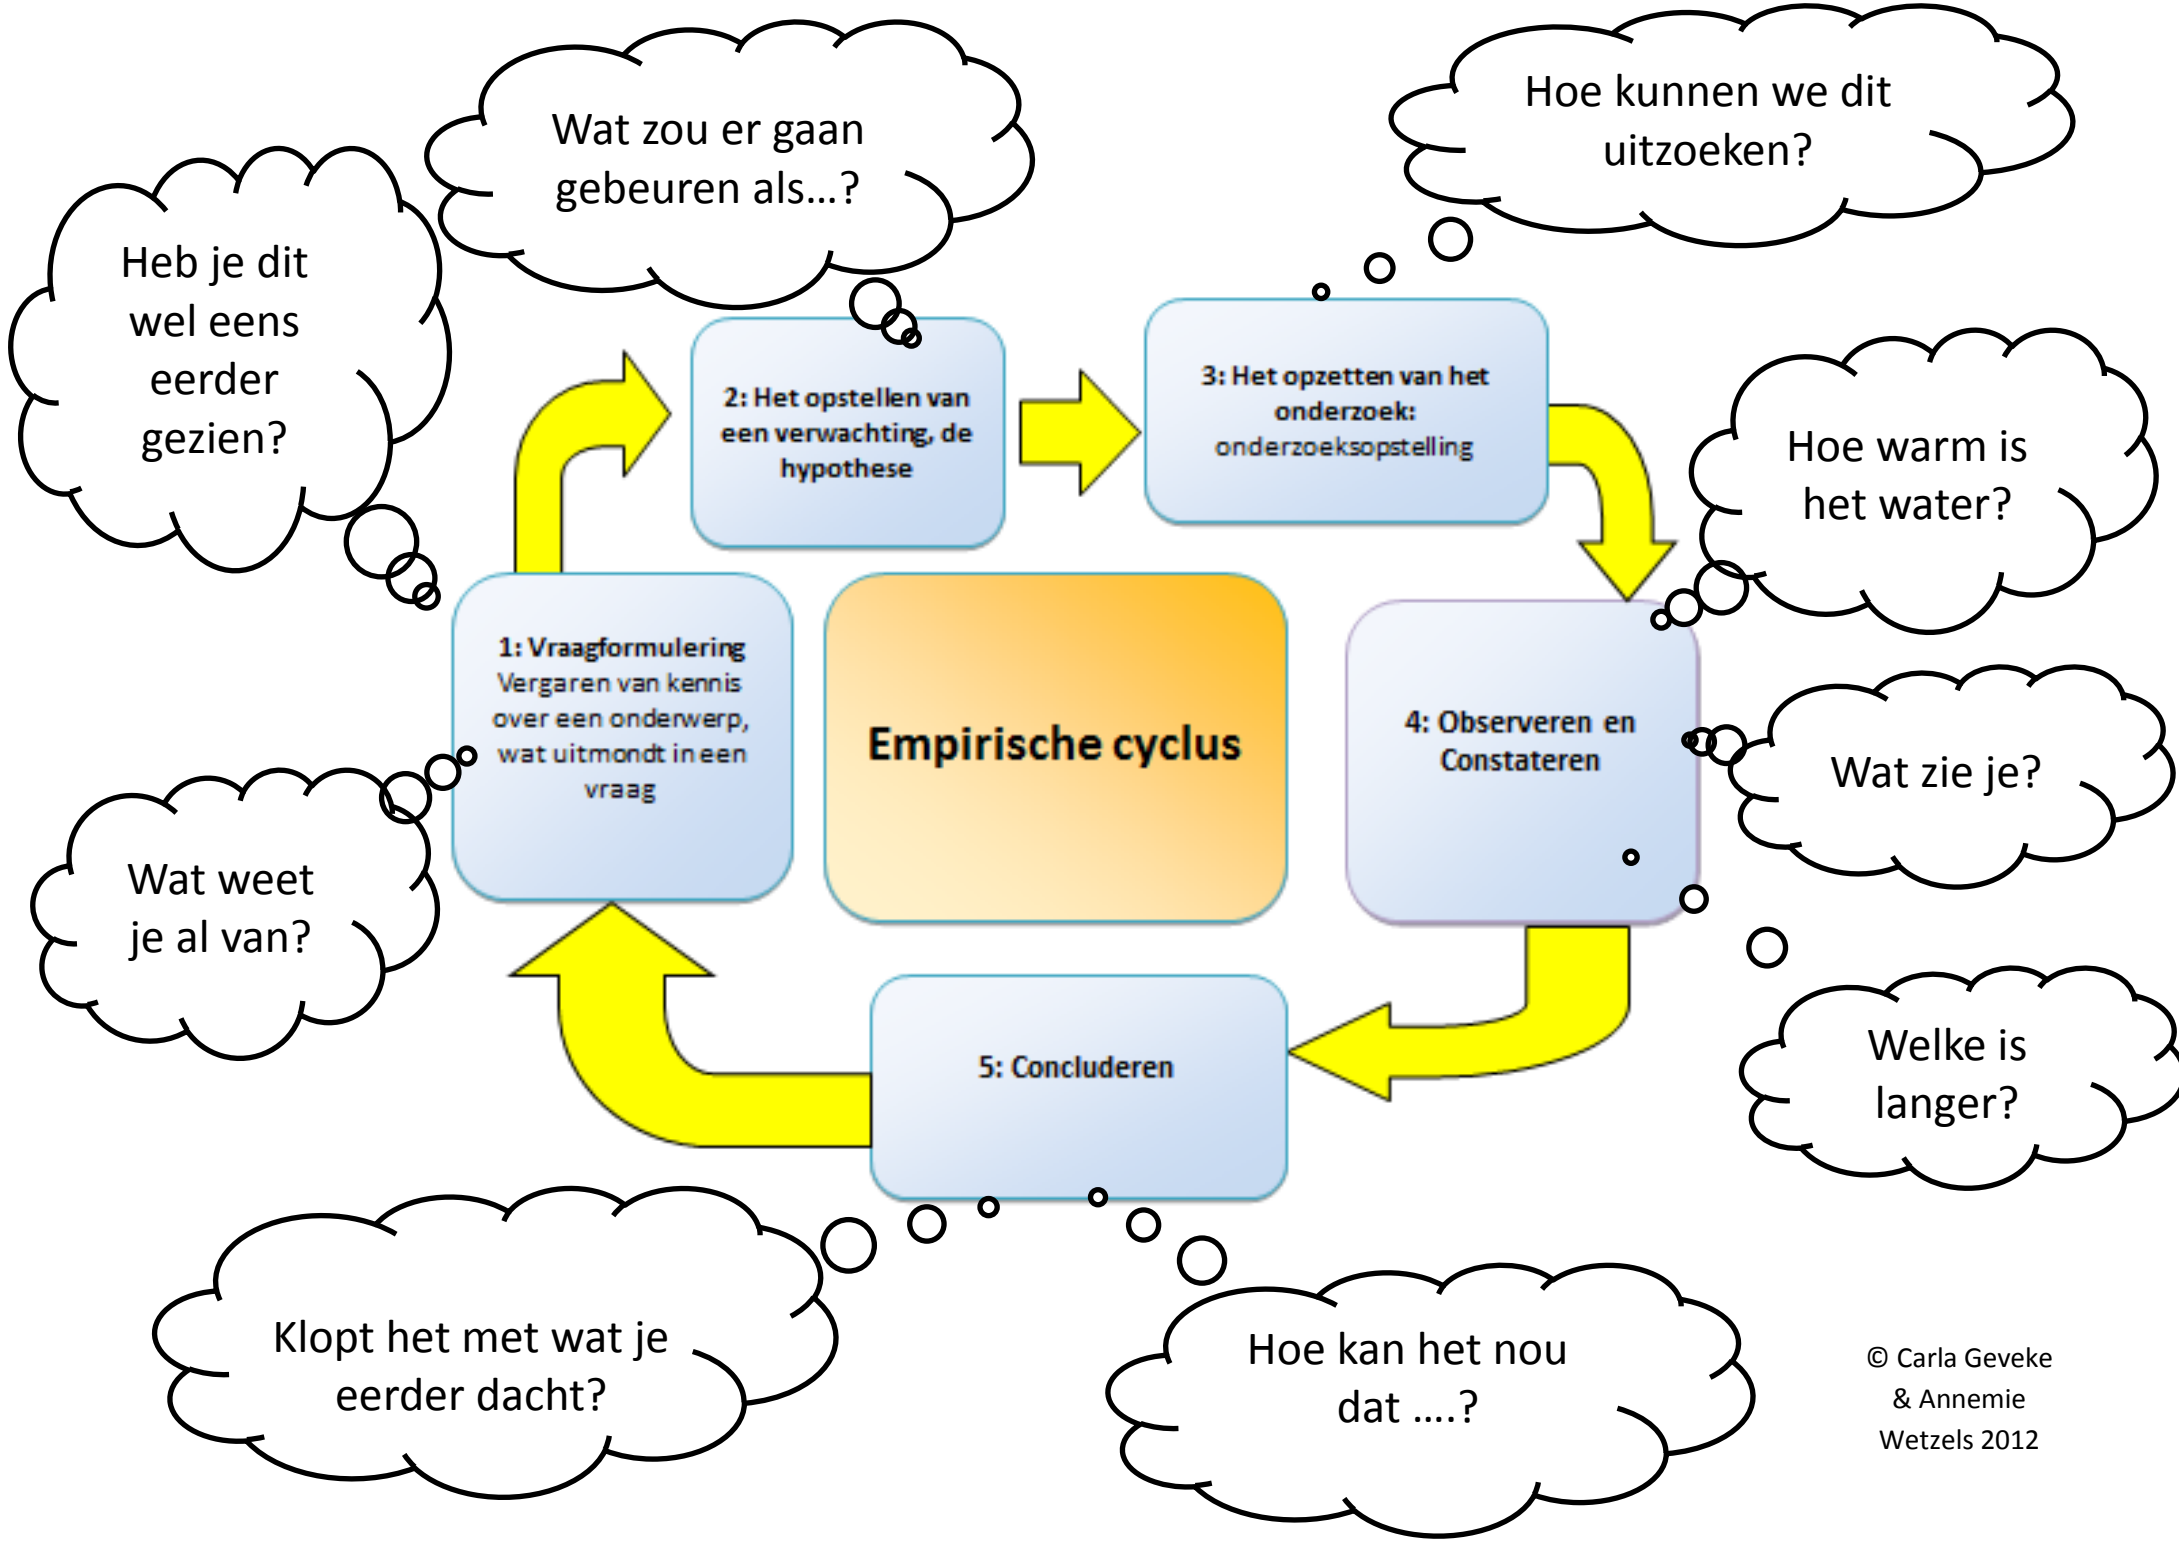 Wat zou er gaan
gebeuren als…?
Hoe kunnen we dit
uitzoeken?
Heb je dit
wel eens
eerder
gezien?
2: Het opstellen van
een verwachting, de
hypothese
3: Het opzetten van het
onderzoek:
onderzoeksopstelling
Hoe warm is
het water?
1: Vraagformulering
Vergaren van kennis
over een onderwerp,
wat uitmondt in een
vraag
Empirische cyclus
4: Observeren en
Constateren
Wat zie je?
Wat weet
je al van?
Welke is
langer?
5: Concluderen
Klopt het met wat je
eerder dacht?
Hoe kan het nou
dat ….?
© Carla Geveke
& Annemie
Wetzels 2012